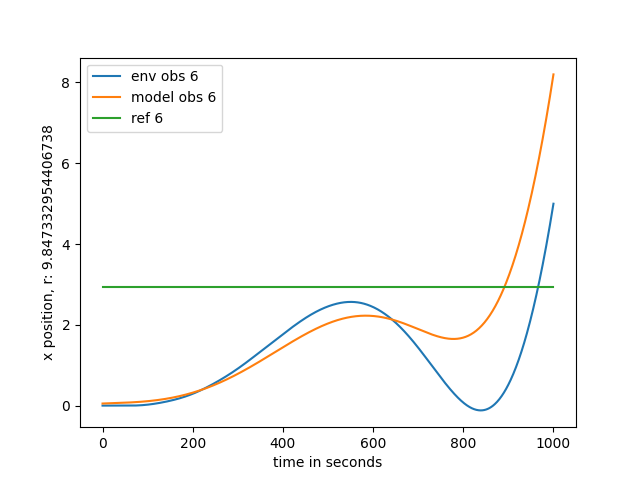 env obs 6
model obs 6
ref 6
8
6
4
2
0
x position, r: 9.847332954406738
0 200 400 600 800 1000
time in seconds